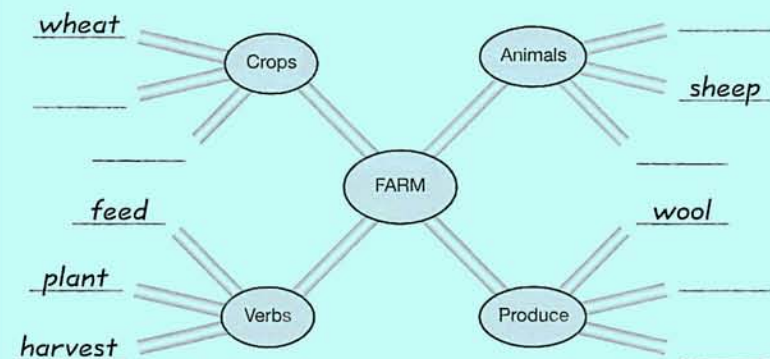 wheat
Crops
Animals
sheep
FARM
feed
wool
plant
Verbs
Produce
harvest